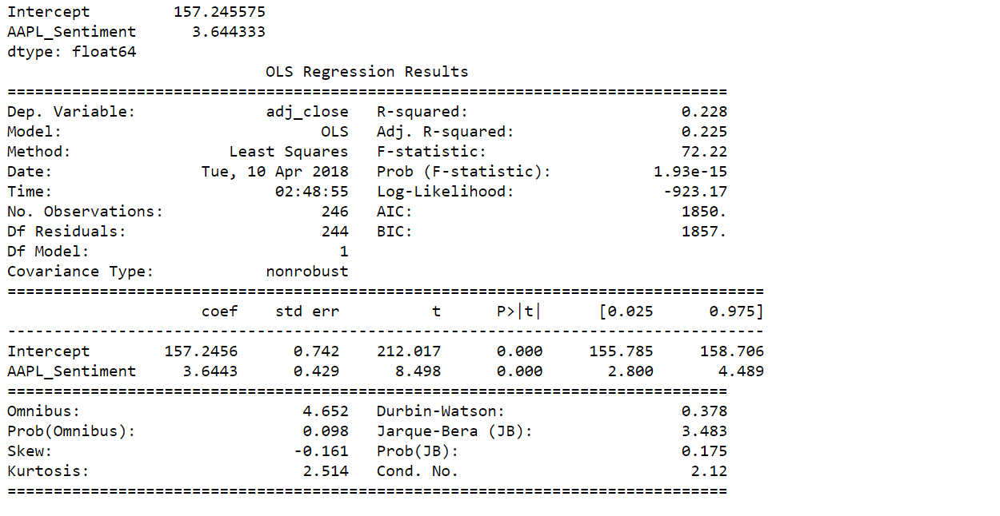 Intercept         157.245575
AAPL_Sentiment      3.644333
dtype: float64
                            OLS Regression Results
==============================================================================
Dep. Variable:              adj_close   R-squared:                       0.228
Model:                            OLS   Adj. R-squared:                  0.225
Method:                 Least Squares   F-statistic:                     72.22
Date:                Tue, 10 Apr 2018   Prob (F-statistic):           1.93e-15
Time:                        02:48:55   Log-Likelihood:                -923.17
No. Observations:                 246   AIC:                             1850.
Df Residuals:                     244   BIC:                             1857.
Df Model:                           1
Covariance Type:            nonrobust
==================================================================================
                     coef    std err          t      P>|t|      [0.025      0.975]
----------------------------------------------------------------------------------
Intercept        157.2456      0.742    212.017      0.000     155.785     158.706
AAPL_Sentiment     3.6443      0.429      8.498      0.000       2.800       4.489
==============================================================================
Omnibus:                        4.652   Durbin-Watson:                   0.378
Prob(Omnibus):                  0.098   Jarque-Bera (JB):                3.483
Skew:                          -0.161   Prob(JB):                        0.175
Kurtosis:                       2.514   Cond. No.                         2.12
==============================================================================